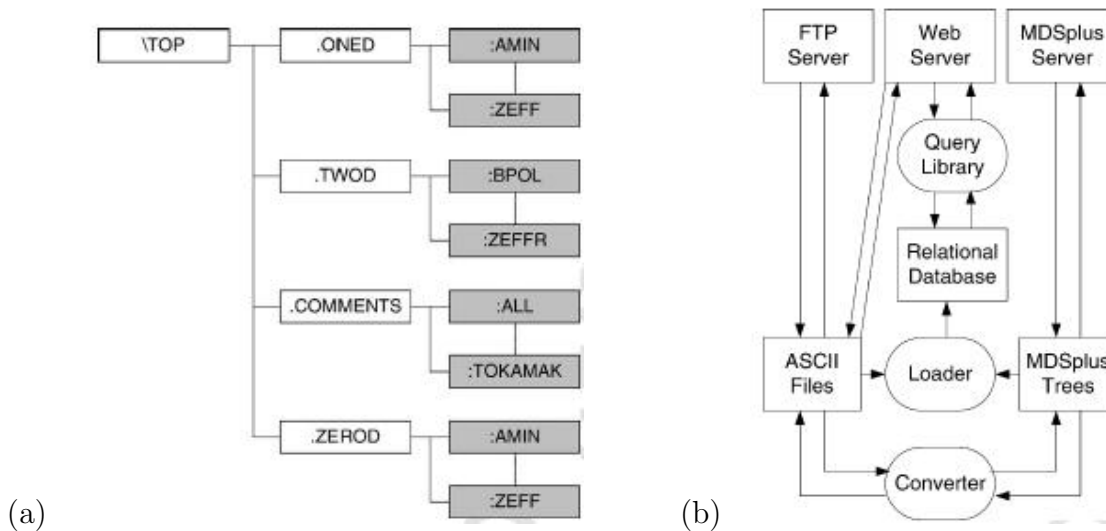 \TOP
.ONED
:AMIN
:ZEFF
.TWOD
:BPOL
:ZEFFR
.COMMENTS
:ALL
:TOKAMAK
.ZEROD
:AMIN
:ZEFF
(a)
FTP
Server
Web
Server
MDSplus
Server
Query
Library
Relational
Database
ASCII
Files
Loader
MDSplus
Trees
Converter
(b)